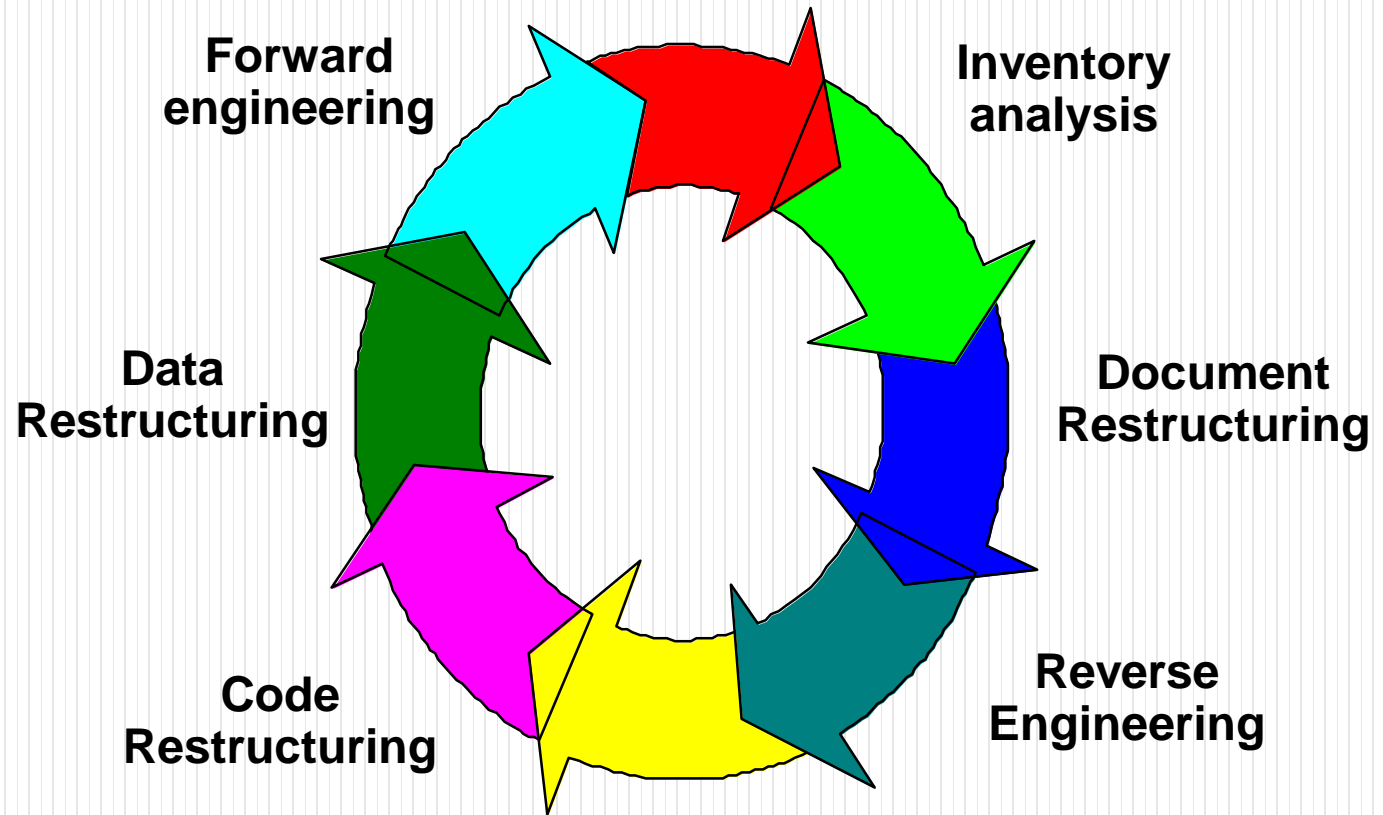 Forward
engineering
Inventory
analysis
Data
Restructuring
Document
Restructuring
Code
Restructuring
Reverse
Engineering